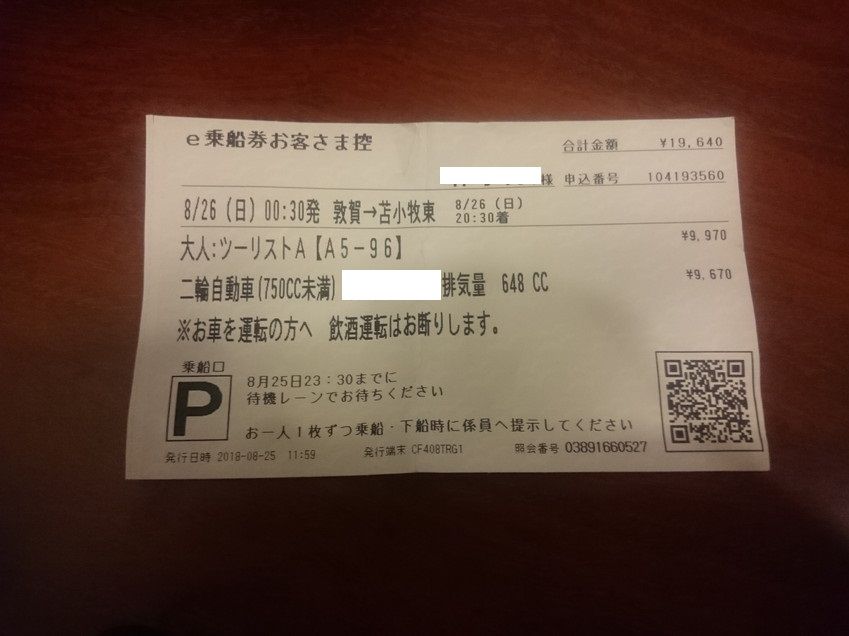 e乗船券お客さま控
合計金額 ¥19,640
様 申込番号 104193560
8/26 (日) 00:30発 敦賀→苫小牧東 8/26 (日)
20:30着
大人:ツーリストA【A5-96】 ¥9,970
二輪自動車(750CC未満) 排気量 648 CC ¥9,670
※お車を運転の方へ 飲酒運転はお断りします。
乗船口
P
8月25日23:30までに
待機レーンでお待ちください
お一人1枚ずつ乗船・下船時に係員へ提示してください
発行日時 2018-08-25 11:59 発行端末 CF408TRG1 照会番号 03891660527